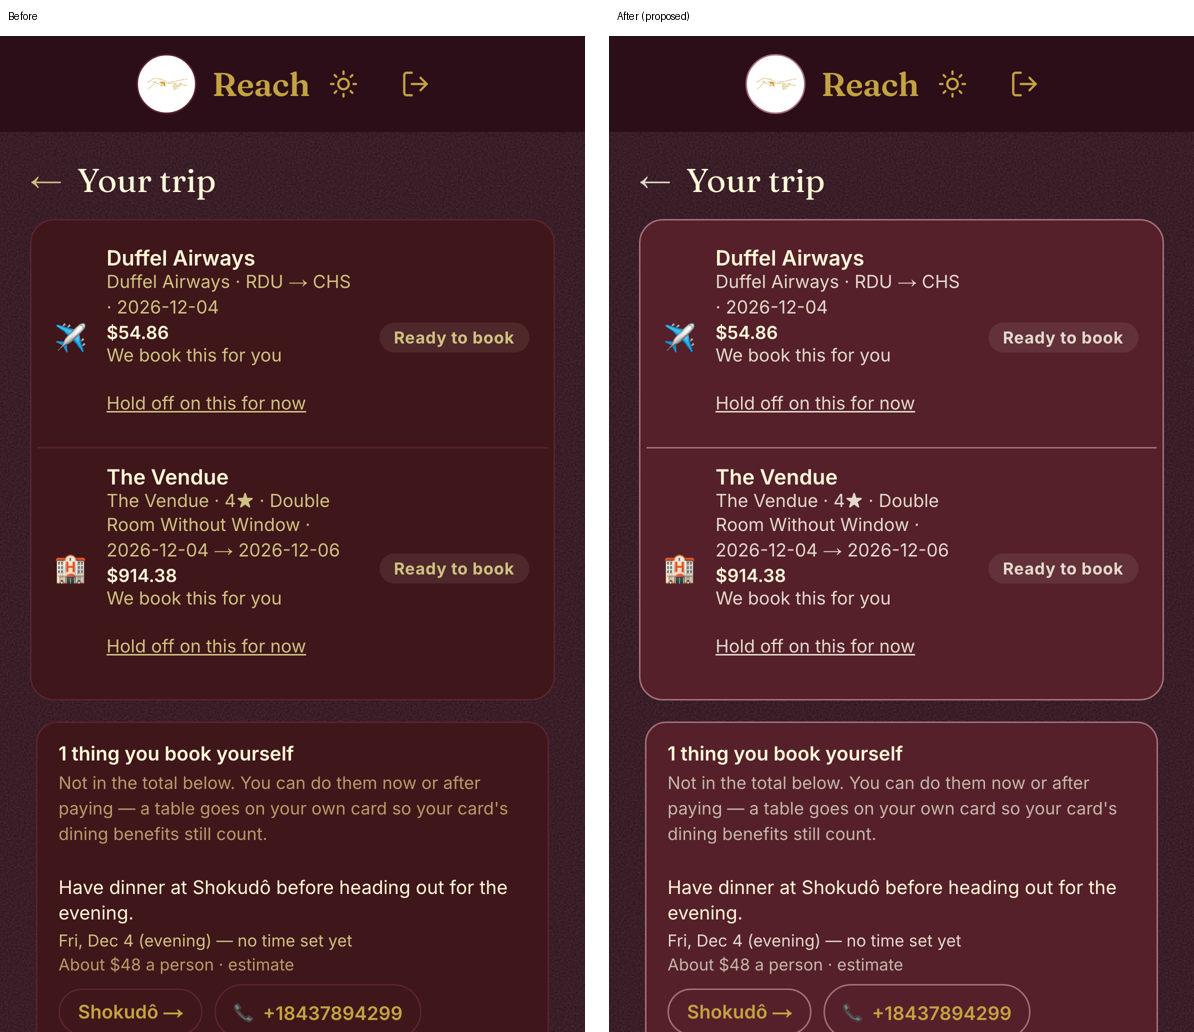 Before
Reach
← Your trip
Duffel Airways
Duffel Airways · RDU → CHS
· 2026-12-04
$54.86
We book this for you
Ready to book
Hold off on this for now
The Vendue
The Vendue · 4★ · Double
Room Without Window ·
2026-12-04 → 2026-12-06
$914.38
We book this for you
Ready to book
Hold off on this for now
1 thing you book yourself
Not in the total below. You can do them now or after
paying — a table goes on your own card so your card's
dining benefits still count.
Have dinner at Shokudô before heading out for the
evening.
Fri, Dec 4 (evening) — no time set yet
About $48 a person · estimate
Shokudô →
+18437894299
After (proposed)
Reach
← Your trip
Duffel Airways
Duffel Airways · RDU → CHS
· 2026-12-04
$54.86
We book this for you
Ready to book
Hold off on this for now
The Vendue
The Vendue · 4★ · Double
Room Without Window ·
2026-12-04 → 2026-12-06
$914.38
We book this for you
Ready to book
Hold off on this for now
1 thing you book yourself
Not in the total below. You can do them now or after
paying — a table goes on your own card so your card's
dining benefits still count.
Have dinner at Shokudô before heading out for the
evening.
Fri, Dec 4 (evening) — no time set yet
About $48 a person · estimate
Shokudô →
+18437894299